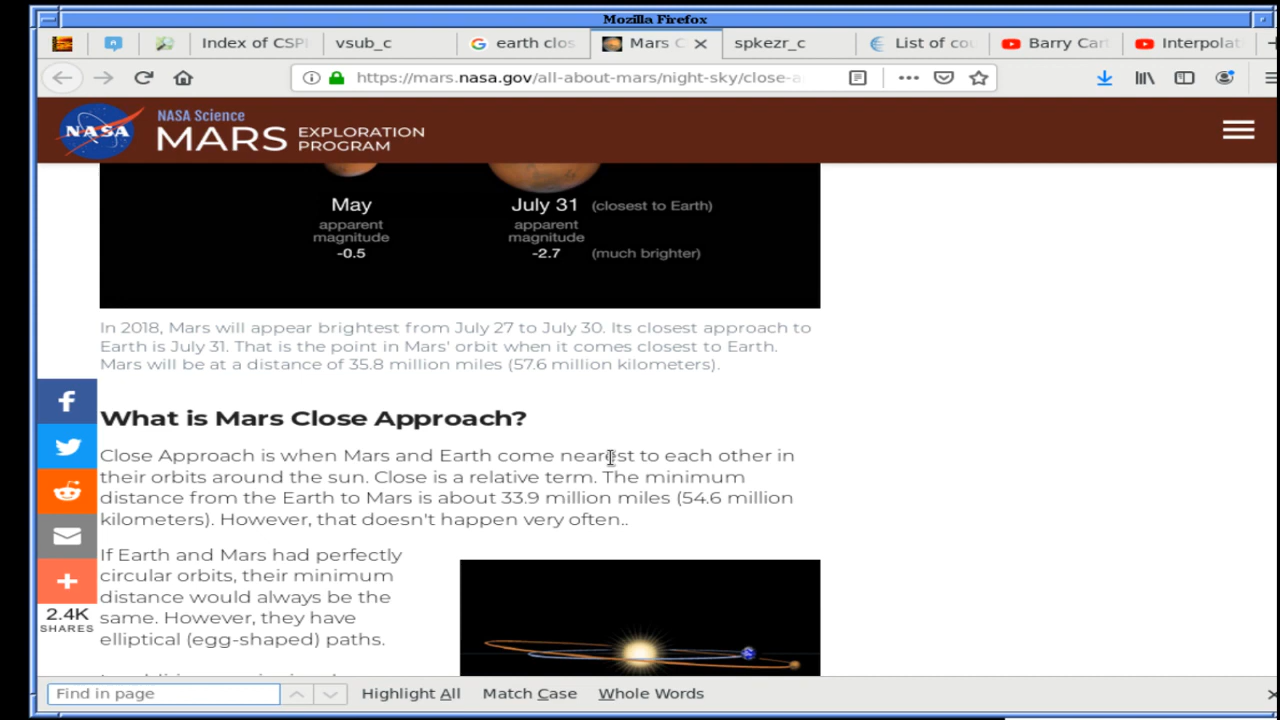 Mozilla Firefox
Index of CSP
vsub_c
earth clos
Mars C
spkezr_c
List of cou
Barry Cart
Interpolat
https://mars.nasa.gov/all-about-mars/night-sky/close-a
NASA
NASA Science
MARS EXPLORATION
PROGRAM
May
July 31 (closest to Earth)
apparent
magnitude
-0.5
apparent
magnitude
-2.7 (much brighter)
In 2018, Mars will appear brightest from July 27 to July 30. Its closest approach to
Earth is July 31. That is the point in Mars' orbit when it comes closest to Earth.
Mars will be at a distance of 35.8 million miles (57.6 million kilometers).
What is Mars Close Approach?
Close Approach is when Mars and Earth come nearest to each other in
their orbits around the sun. Close is a relative term. The minimum
distance from the Earth to Mars is about 33.9 million miles (54.6 million
kilometers). However, that doesn't happen very often..
If Earth and Mars had perfectly
circular orbits, their minimum
distance would always be the
same. However, they have
elliptical (egg-shaped) paths.
2.4K
SHARES
Find in page
Highlight All
Match Case
Whole Words